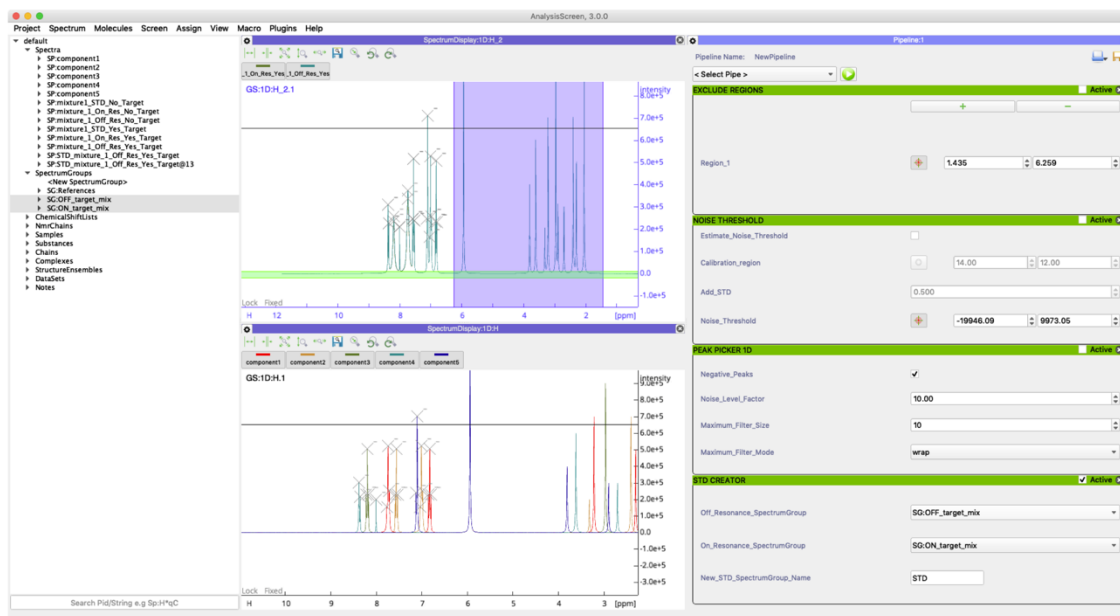 AnalysisScreen, 3.0.0
Project Spectrum Molecules Screen Assign View Macro Plugins Help
default
Spectra
SP:component1
SP:component2
SP:component3
SP:component4
SP:component5
SP:mixture1_STD_No_Target
SP:mixture_1_On_Res_No_Target
SP:mixture_1_Off_Res_No_Target
SP:mixture1_STD_Yes_Target
SP:mixture_1_On_Res_Yes_Target
SP:mixture_1_Off_Res_Yes_Target
SP:STD_mixture_1_Off_Res_Yes_Target
SP:STD_mixture_1_Off_Res_Yes_Target@13
SpectrumGroups
<New SpectrumGroup>
SG:References
SG:OFF_target_mix
SG:ON_target_mix
ChemicalShiftLists
NmrChains
Samples
Substances
Chains
Complexes
StructureEnsembles
DataSets
Notes
Search Pid/String e.g Sp:H*qC
SpectrumDisplay:1D:H_2
_1_On_Res_Yes _1_Off_Res_Yes
GS:1D:H_2.1
intensity
8.0e+5
7.0e+5
6.0e+5
5.0e+5
4.0e+5
3.0e+5
2.0e+5
1.0e+5
0.0
-1.0e+5
Lock Fixed
H 12 10 8 6 4 2 [ppm]
SpectrumDisplay:1D:H
component1 component2 component3 component4 component5
GS:1D:H.1
intensity
9.0e+5
8.0e+5
7.0e+5
6.0e+5
5.0e+5
4.0e+5
3.0e+5
2.0e+5
1.0e+5
0.0
-1.0e+5
-2.0e+5
-3.0e+5
Lock Fixed
H 10 9 8 7 6 5 4 3 [ppm]
Pipeline:1
Pipeline Name: NewPipeline
< Select Pipe >
EXCLUDE REGIONS Active
+ −
Region_1 1.435 6.259
NOISE THRESHOLD Active
Estimate_Noise_Threshold
Calibration_region 14.00 12.00
Add_STD 0.500
Noise_Threshold -19946.09 9973.05
PEAK PICKER 1D Active
Negative_Peaks
Noise_Level_Factor 10.00
Maximum_Filter_Size 10
Maximum_Filter_Mode wrap
STD CREATOR Active
Off_Resonance_SpectrumGroup SG:OFF_target_mix
On_Resonance_SpectrumGroup SG:ON_target_mix
New_STD_SpectrumGroup_Name STD